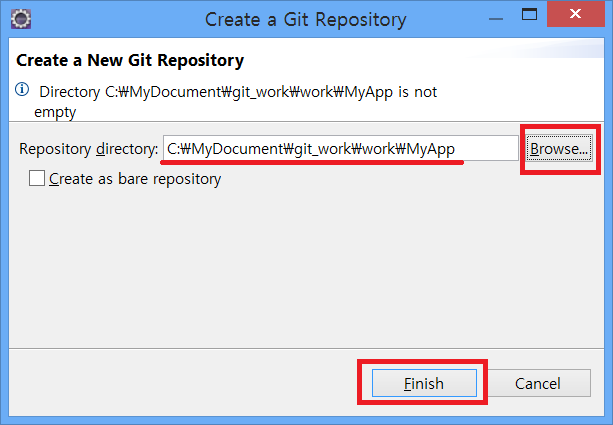 Create a Git Repository
Create a New Git Repository
Directory C:₩MyDocument₩git_work₩work₩MyApp is not
empty
Repository directory: C:₩MyDocument₩git_work₩work₩MyApp Browse...
Create as bare repository
Finish Cancel